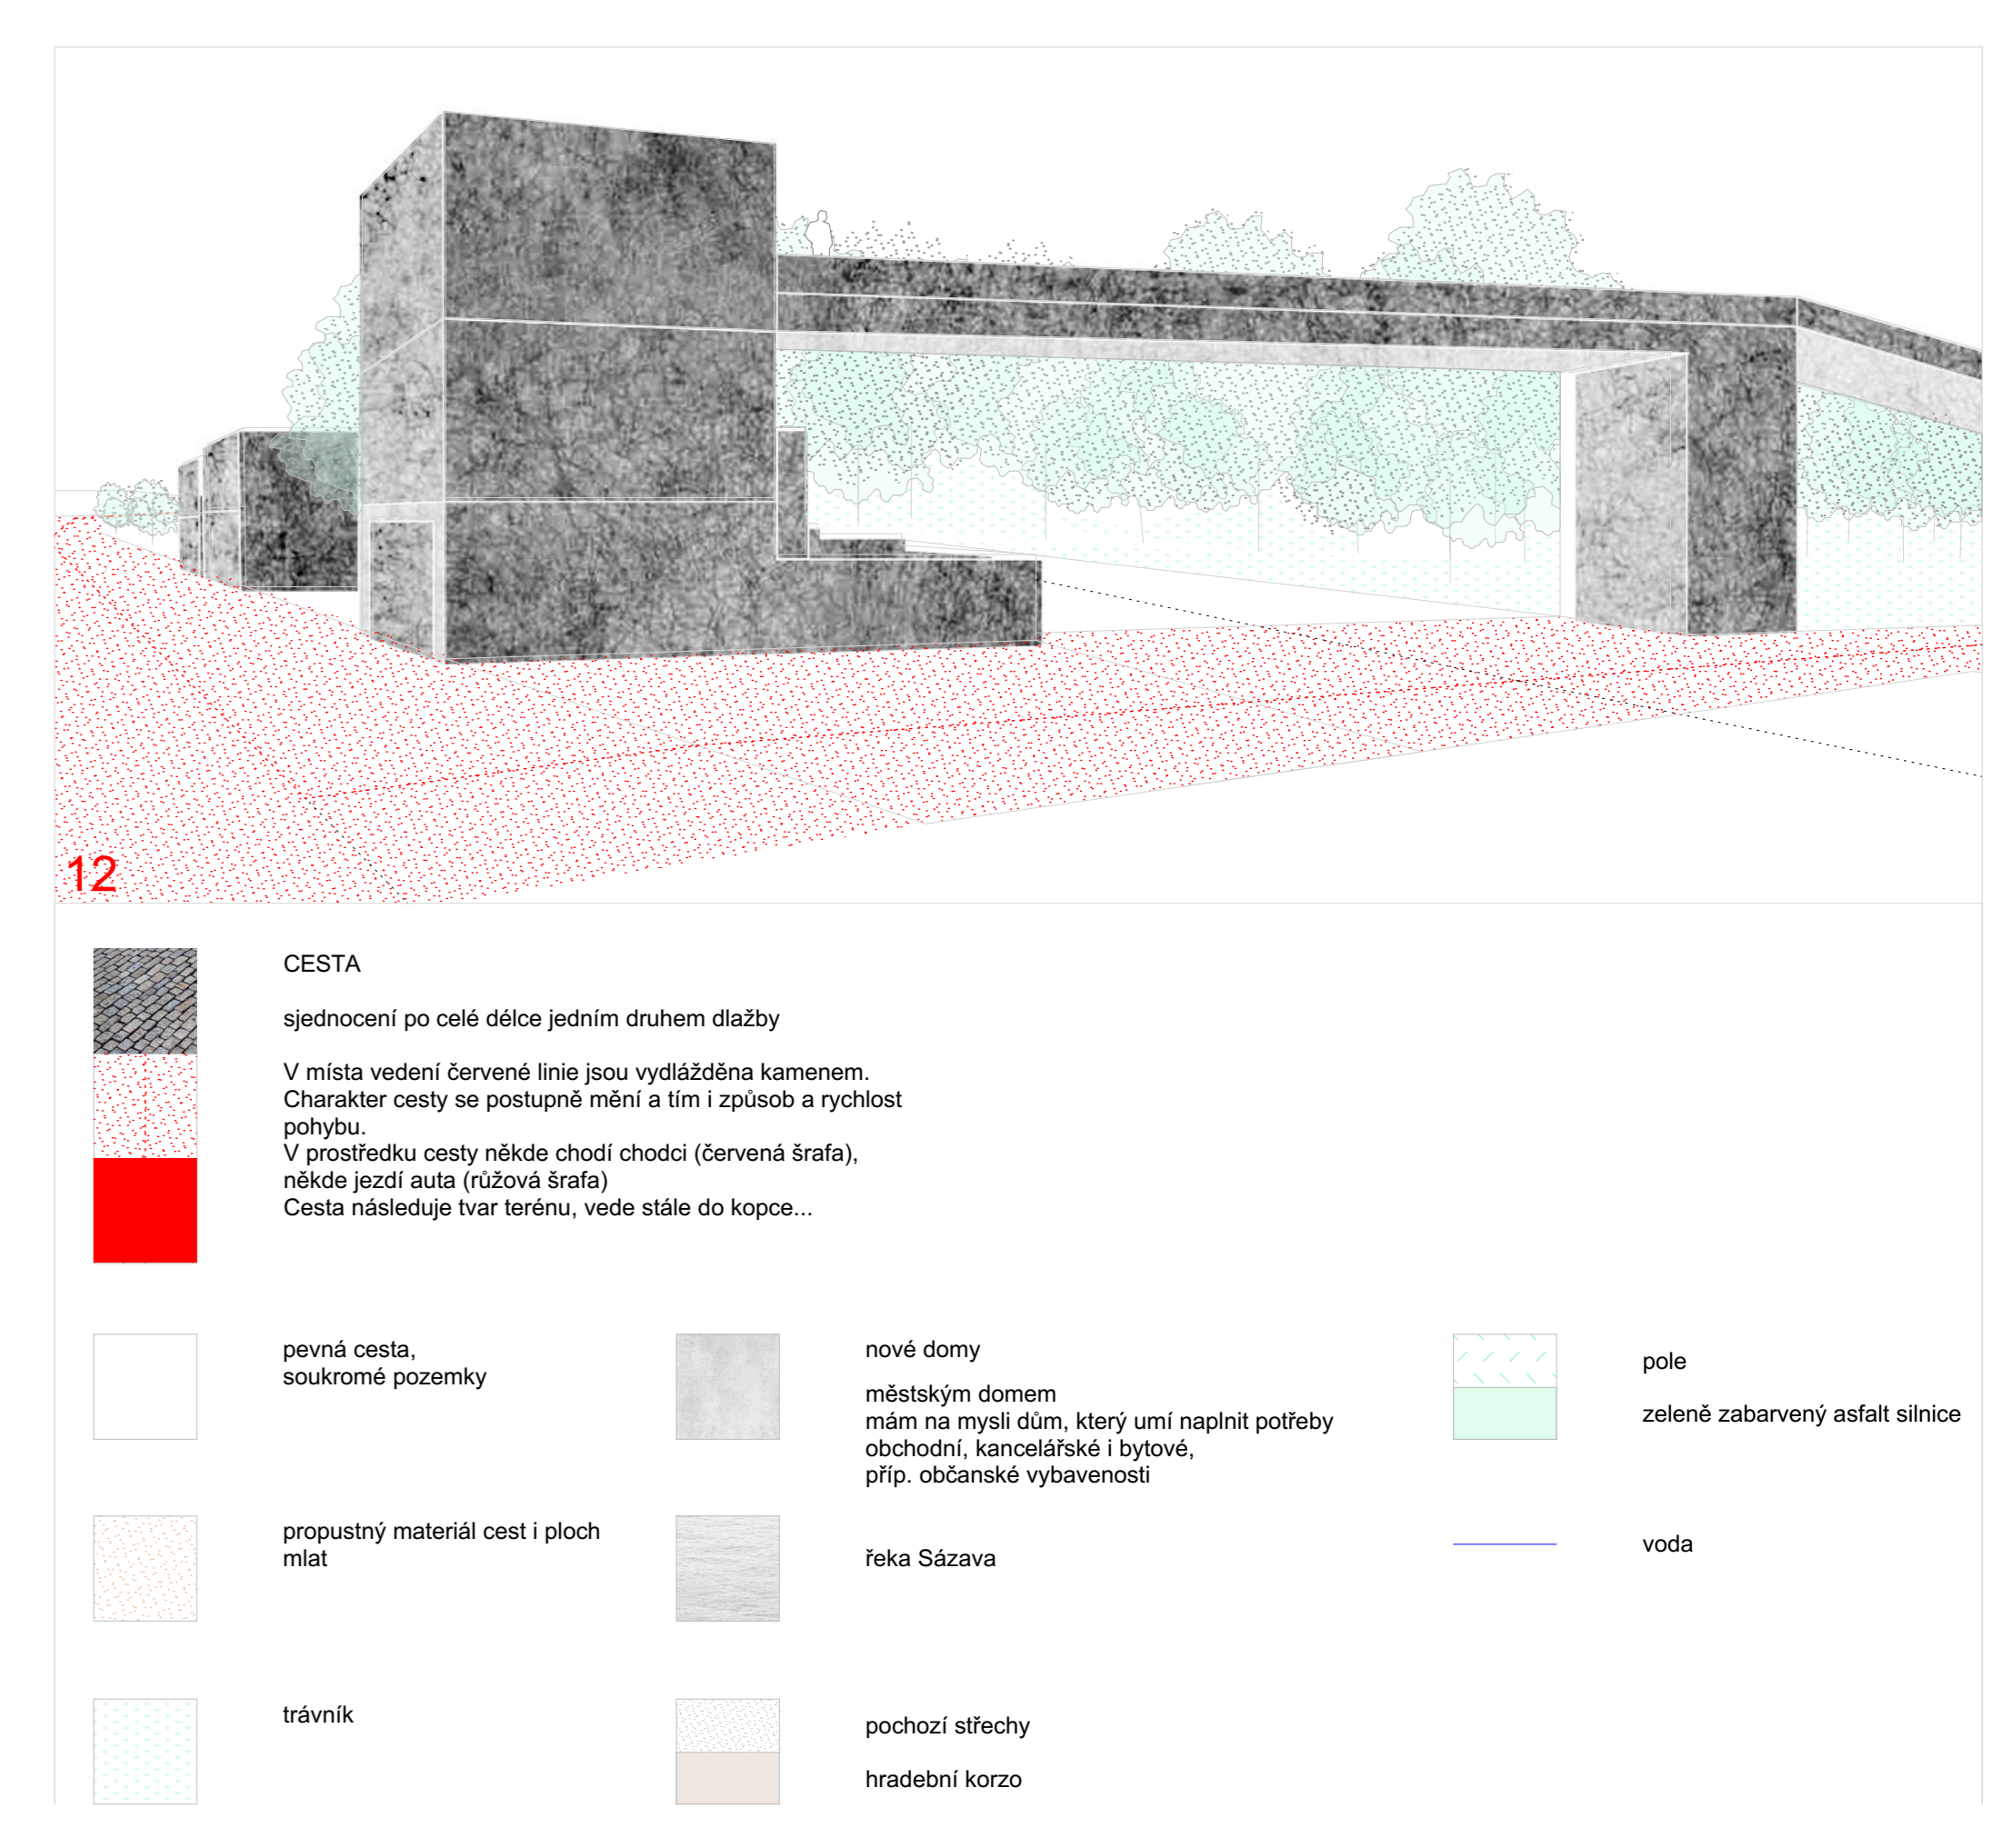 12
CESTA
sjednocení po celé délce jedním druhem dlažby
V místa vedení červené linie jsou vydlážděna kamenem.
Charakter cesty se postupně mění a tím i způsob a rychlost
pohybu.
V prostředku cesty někde chodí chodci (červená šrafa),
někde jezdí auta (růžová šrafa)
Cesta následuje tvar terénu, vede stále do kopce...
pevná cesta,
soukromé pozemky
propustný materiál cest i ploch
mlat
trávník
nové domy
městským domem
mám na mysli dům, který umí naplnit potřeby
obchodní, kancelářské i bytové,
příp. občanské vybavenosti
řeka Sázava
pochozí střechy
hradební korzo
pole
zeleně zabarvený asfalt silnice
voda